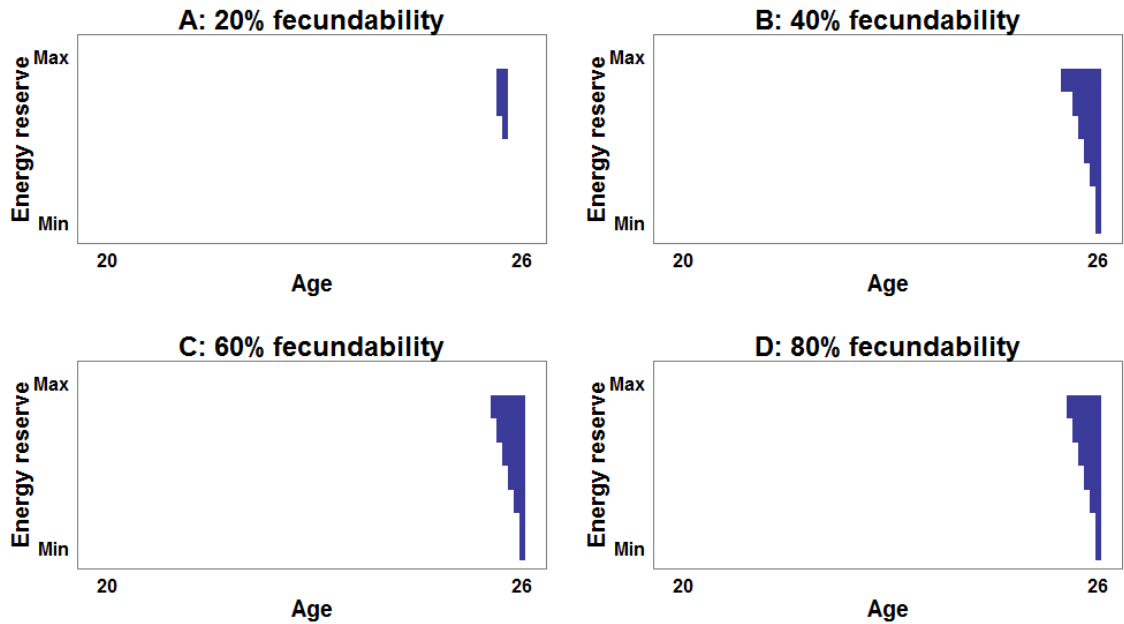 A: 20% fecundability
Max
Energy reserve
Min
20
26
Age
B: 40% fecundability
Max
Energy reserve
Min
20
26
Age
C: 60% fecundability
Max
Energy reserve
Min
20
26
Age
D: 80% fecundability
Max
Energy reserve
Min
20
26
Age